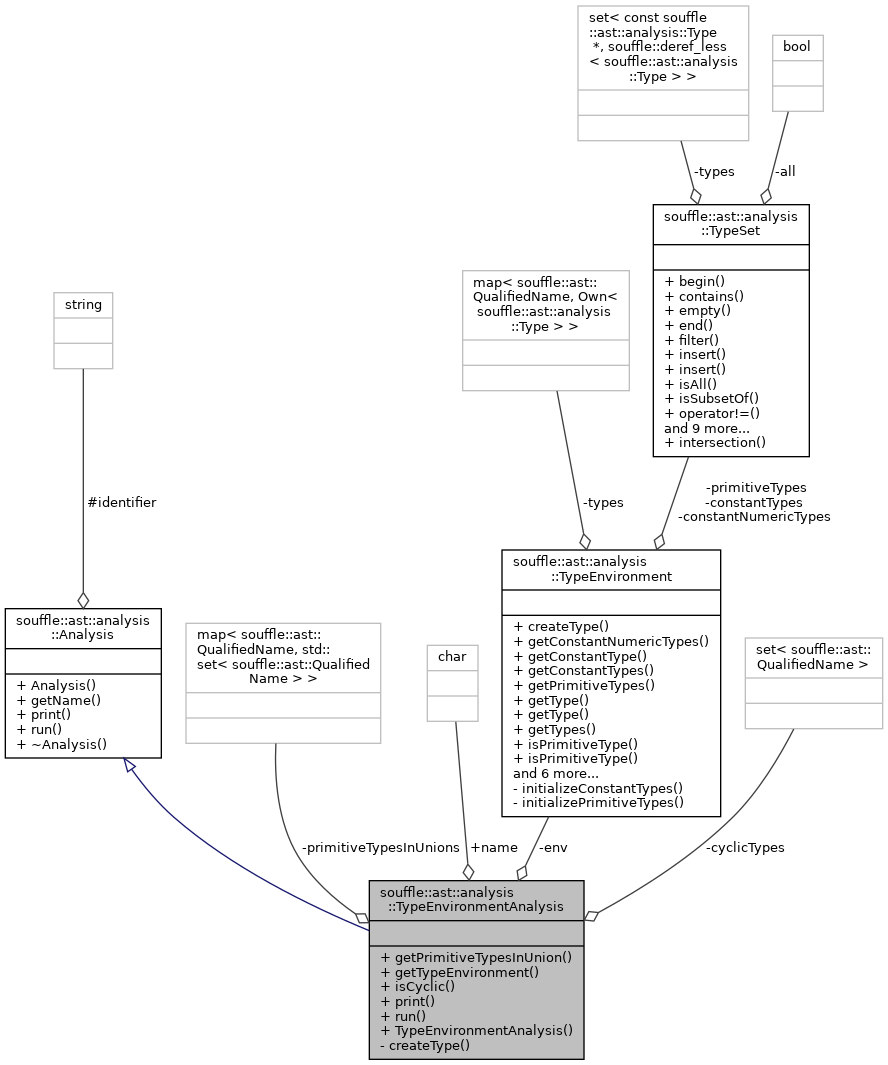 set< const souffle
::ast::analysis::Type
*, souffle::deref_less
< souffle::ast::analysis
::Type > >
bool
-types
-all
souffle::ast::analysis
::TypeSet
+ begin()
+ contains()
+ empty()
+ end()
+ filter()
+ insert()
+ insert()
+ isAll()
+ isSubsetOf()
+ operator!=()
and 9 more...
+ intersection()
map< souffle::ast::
QualifiedName, Own<
souffle::ast::analysis
::Type > >
string
#identifier
-types
-primitiveTypes
-constantTypes
-constantNumericTypes
souffle::ast::analysis
::TypeEnvironment
+ createType()
+ getConstantNumericTypes()
+ getConstantType()
+ getConstantTypes()
+ getPrimitiveTypes()
+ getType()
+ getType()
+ getTypes()
+ isPrimitiveType()
+ isPrimitiveType()
and 6 more...
- initializeConstantTypes()
- initializePrimitiveTypes()
souffle::ast::analysis
::Analysis
+ Analysis()
+ getName()
+ print()
+ run()
+ ~Analysis()
map< souffle::ast::
QualifiedName, std::
set< souffle::ast::Qualified
Name > >
char
set< souffle::ast::
QualifiedName >
-primitiveTypesInUnions
+name
-env
-cyclicTypes
souffle::ast::analysis
::TypeEnvironmentAnalysis
+ getPrimitiveTypesInUnion()
+ getTypeEnvironment()
+ isCyclic()
+ print()
+ run()
+ TypeEnvironmentAnalysis()
- createType()